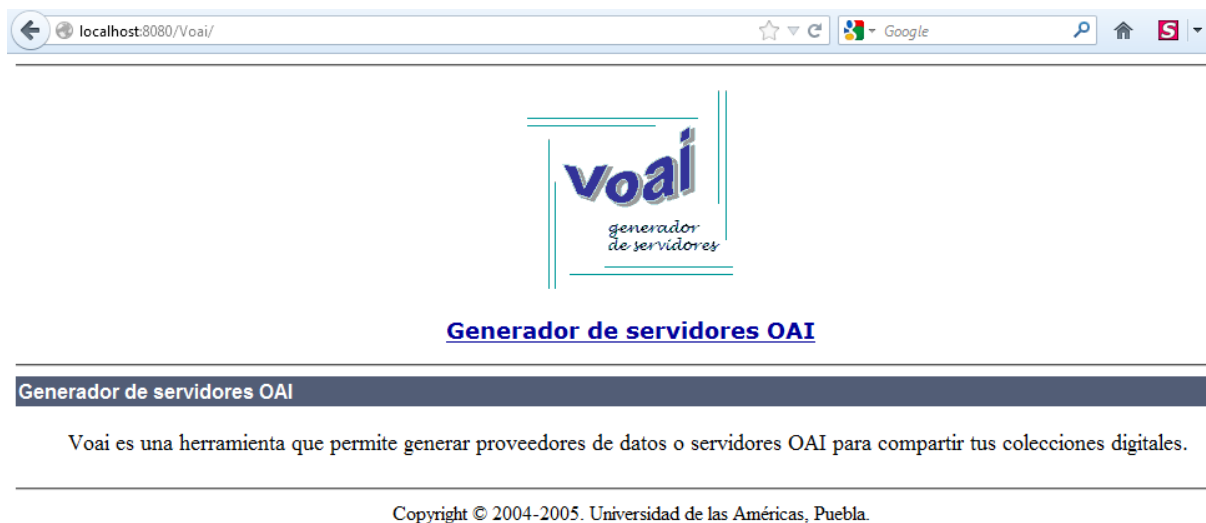 localhost:8080/Voai/
Google
S
voai
generador
de servidores
Generador de servidores OAI
Generador de servidores OAI
Voai es una herramienta que permite generar proveedores de datos o servidores OAI para compartir tus colecciones digitales.
Copyright © 2004-2005. Universidad de las Américas, Puebla.